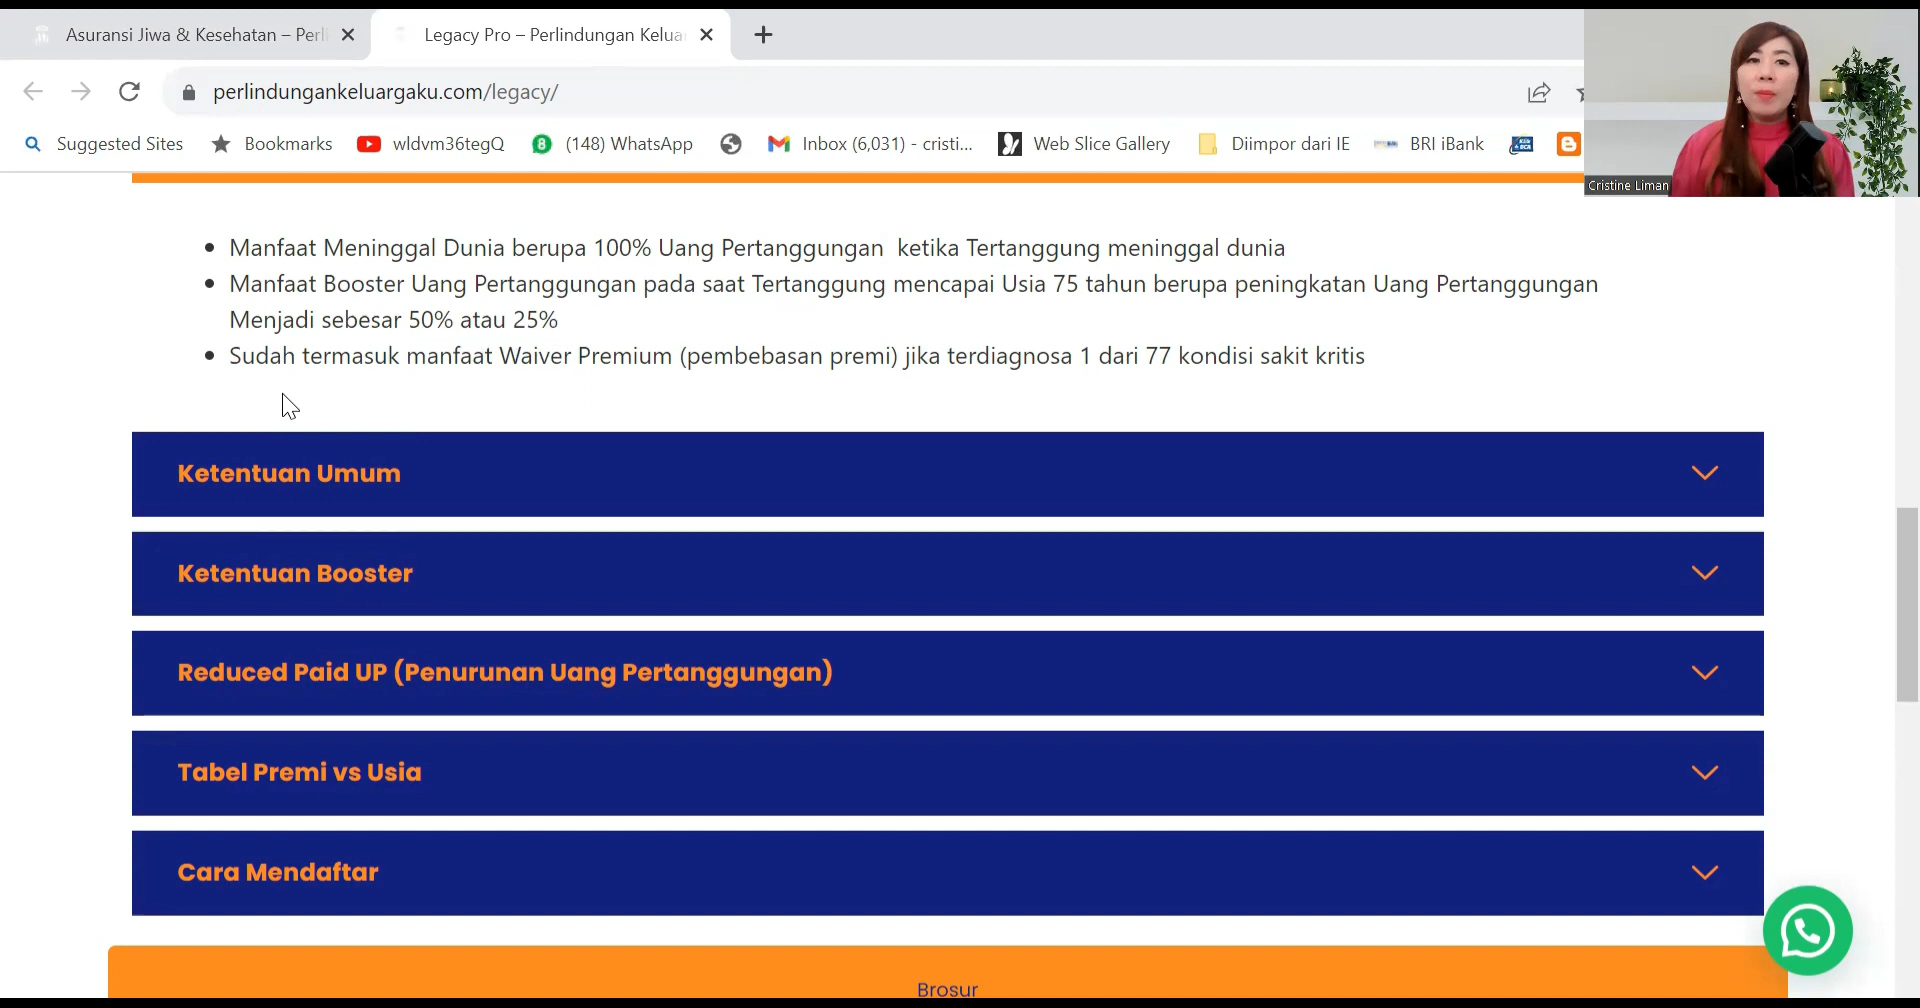 Asuransi Jiwa & Kesehatan – Perli
Legacy Pro – Perlindungan Keluar
perlindungankeluargaku.com/legacy/
Suggested Sites
Bookmarks
wldvm36tegQ
8
(148) WhatsApp
Inbox (6,031) - cristi...
Web Slice Gallery
Diimpor dari IE
BRI iBank
Cristine Liman
Manfaat Meninggal Dunia berupa 100% Uang Pertanggungan ketika Tertanggung meninggal dunia
Manfaat Booster Uang Pertanggungan pada saat Tertanggung mencapai Usia 75 tahun berupa peningkatan Uang Pertanggungan
Menjadi sebesar 50% atau 25%
Sudah termasuk manfaat Waiver Premium (pembebasan premi) jika terdiagnosa 1 dari 77 kondisi sakit kritis
Ketentuan Umum
Ketentuan Booster
Reduced Paid UP (Penurunan Uang Pertanggungan)
Tabel Premi vs Usia
Cara Mendaftar
Brosur